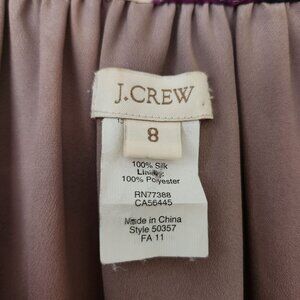 J.CREW
8
100% Silk
Lining:
100% Polyester
RN77388
CA56445
Made in China
Style 50357
FA 11